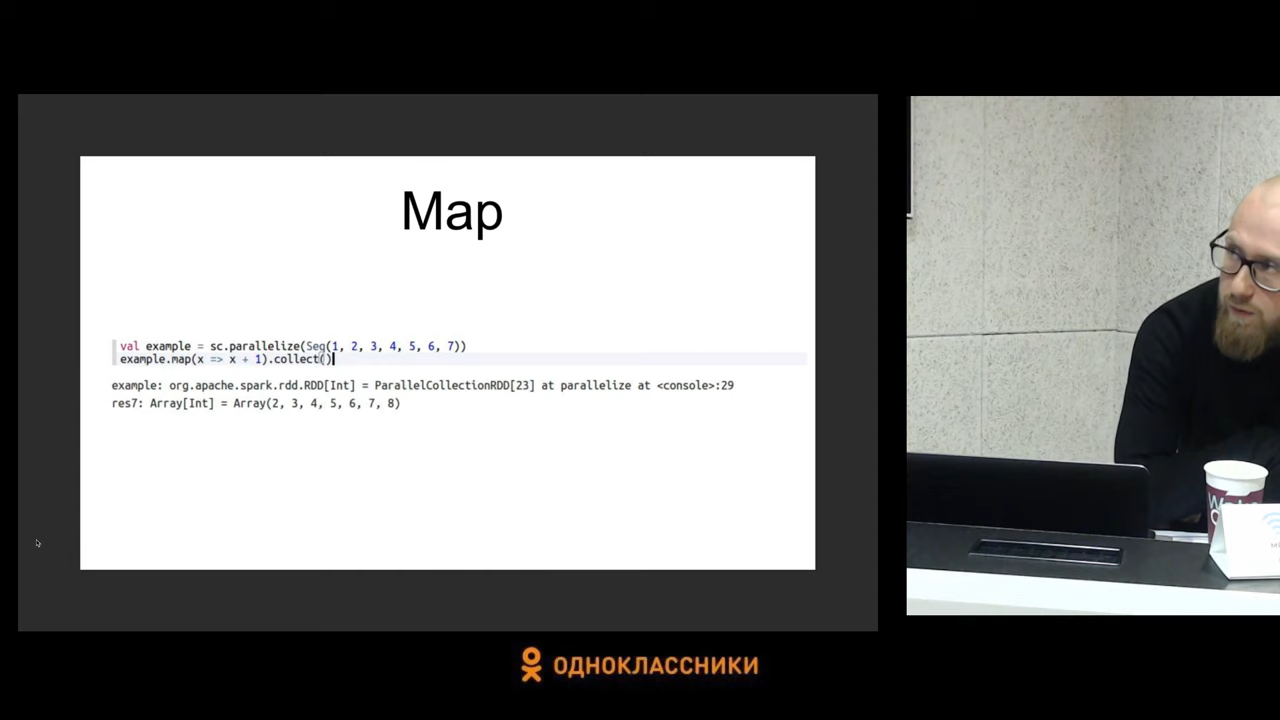 Map
val example = sc.parallelize(Seq(1, 2, 3, 4, 5, 6, 7))
example.map(x => x + 1).collect()
example: org.apache.spark.rdd.RDD[Int] = ParallelCollectionRDD[23] at parallelize at <console>:29
res7: Array[Int] = Array(2, 3, 4, 5, 6, 7, 8)
ОДНОКЛАССНИКИ